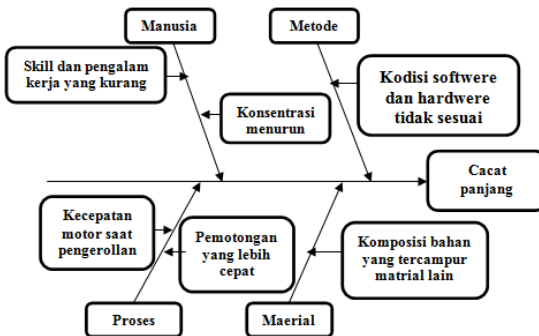 Manusia
Metode
Skill dan pengalam
kerja yang kurang
Kodisi softwere
dan hardwere
tidak sesuai
Konsentrasi
menurun
Cacat
panjang
Kecepatan
motor saat
pengerollan
Pemotongan
yang lebih
cepat
Komposisi bahan
yang tercampur
matrial lain
Proses
Maerial